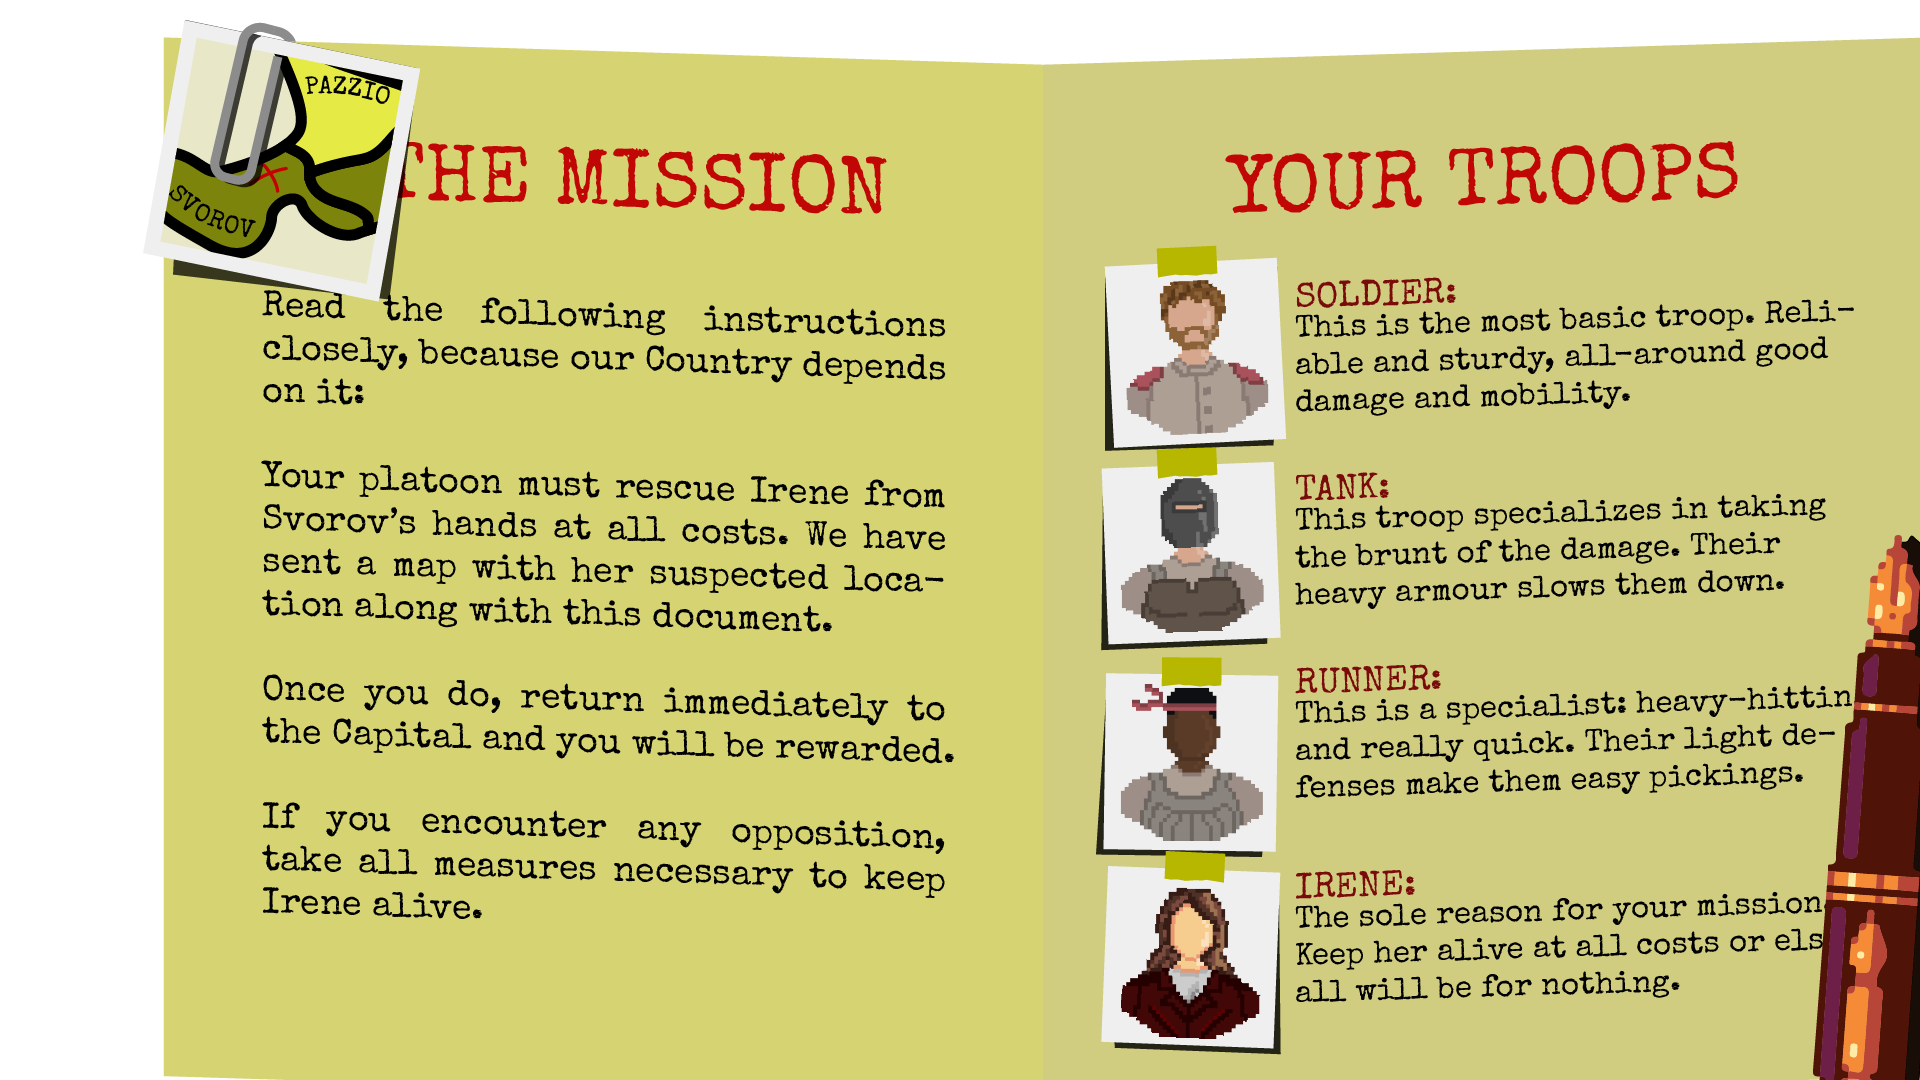 PAZZIO
SVOROV
THE MISSION
Read the following instructions
closely, because our Country depends
on it:
Your platoon must rescue Irene from
Svorov's hands at all costs. We have
sent a map with her suspected loca-
tion along with this document.
Once you do, return immediately to
the Capital and you will be rewarded.
If you encounter any opposition,
take all measures necessary to keep
Irene alive.
YOUR TROOPS
SOLDIER:
This is the most basic troop. Reli-
able and sturdy, all-around good
damage and mobility.
TANK:
This troop specializes in taking
the brunt of the damage. Their
heavy armour slows them down.
RUNNER:
This is a specialist: heavy-hittin
and really quick. Their light de-
fenses make them easy pickings.
IRENE:
The sole reason for your mission.
Keep her alive at all costs or els
all will be for nothing.